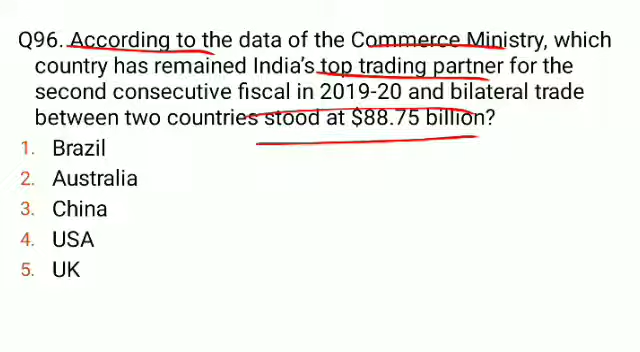 Q96. According to the data of the Commerce Ministry, which
country has remained India's top trading partner for the
second consecutive fiscal in 2019-20 and bilateral trade
between two countries stood at $88.75 billion?
1. Brazil
2. Australia
3. China
4. USA
5. UK